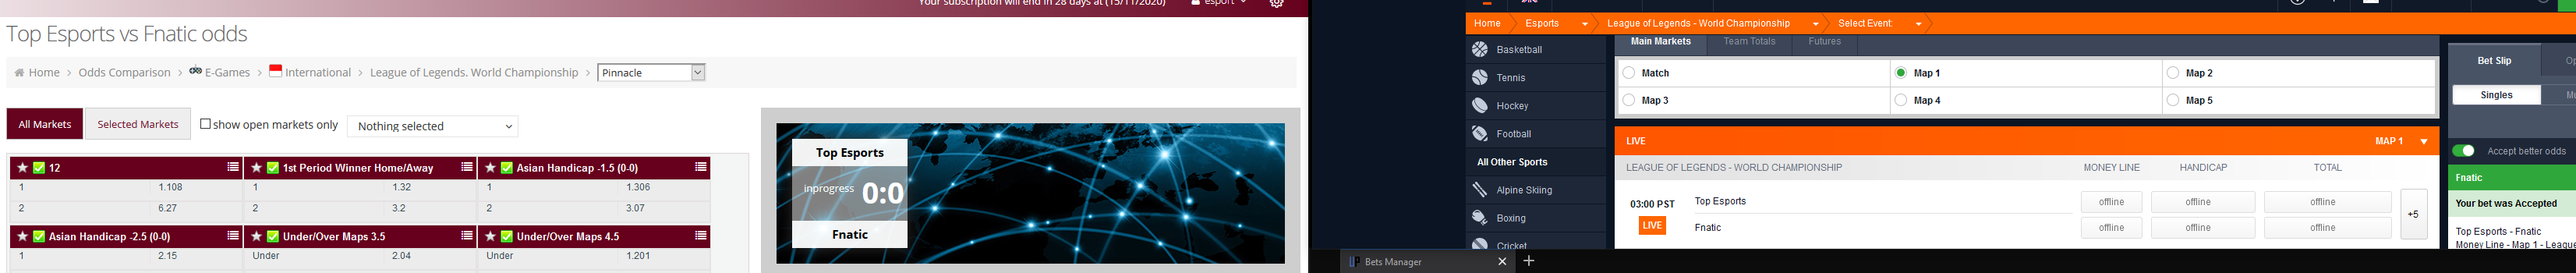 Your subscription will end in 28 days at (15/11/2020)
esport
Top Esports vs Fnatic odds
Home > Odds Comparison > E-Games > International > League of Legends. World Championship > Pinnacle
All Markets
Selected Markets
show open markets only
Nothing selected
12
1 1.108
2 6.27
1st Period Winner Home/Away
1 1.32
2 3.2
Asian Handicap -1.5 (0-0)
1 1.306
2 3.07
Asian Handicap -2.5 (0-0)
1 2.15
Under/Over Maps 3.5
Under 2.04
Under/Over Maps 4.5
Under 1.201
Top Esports
inprogress 0:0
Fnatic
Home Esports League of Legends - World Championship Select Event:
Basketball
Tennis
Hockey
Football
All Other Sports
Alpine Skiing
Boxing
Cricket
Main Markets Team Totals Futures
Match Map 1 Map 2
Map 3 Map 4 Map 5
LIVE MAP 1
LEAGUE OF LEGENDS - WORLD CHAMPIONSHIP MONEY LINE HANDICAP TOTAL
03:00 PST
LIVE
Top Esports offline offline offline
Fnatic offline offline offline
+5
Bet Slip
Singles
Accept better odds
Fnatic
Your bet was Accepted
Top Esports - Fnatic
Money Line - Map 1 - League
Bets Manager